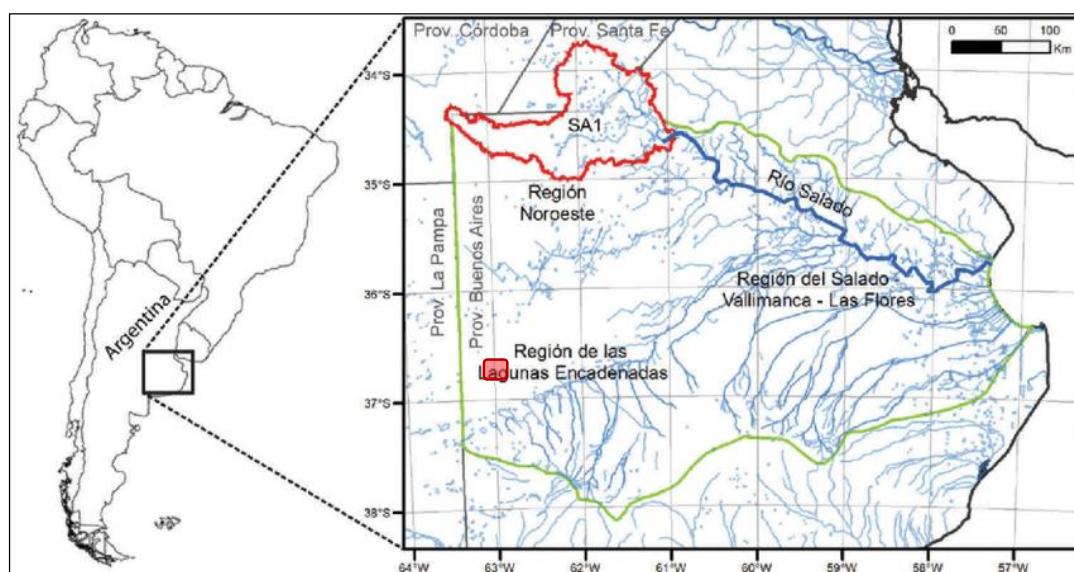 Prov. Córdoba
Prov. Santa Fe
0 50 100
Km
34°S
SA1
35°S
Región
Noroeste
Río Salado
Prov. La Pampa
Prov. Buenos Aires
Argentina
36°S
Región del Salado
Vallimanca - Las Flores
Región de las
Lagunas Encadenadas
37°S
38°S
64°W 63°W 62°W 61°W 60°W 59°W 58°W 57°W